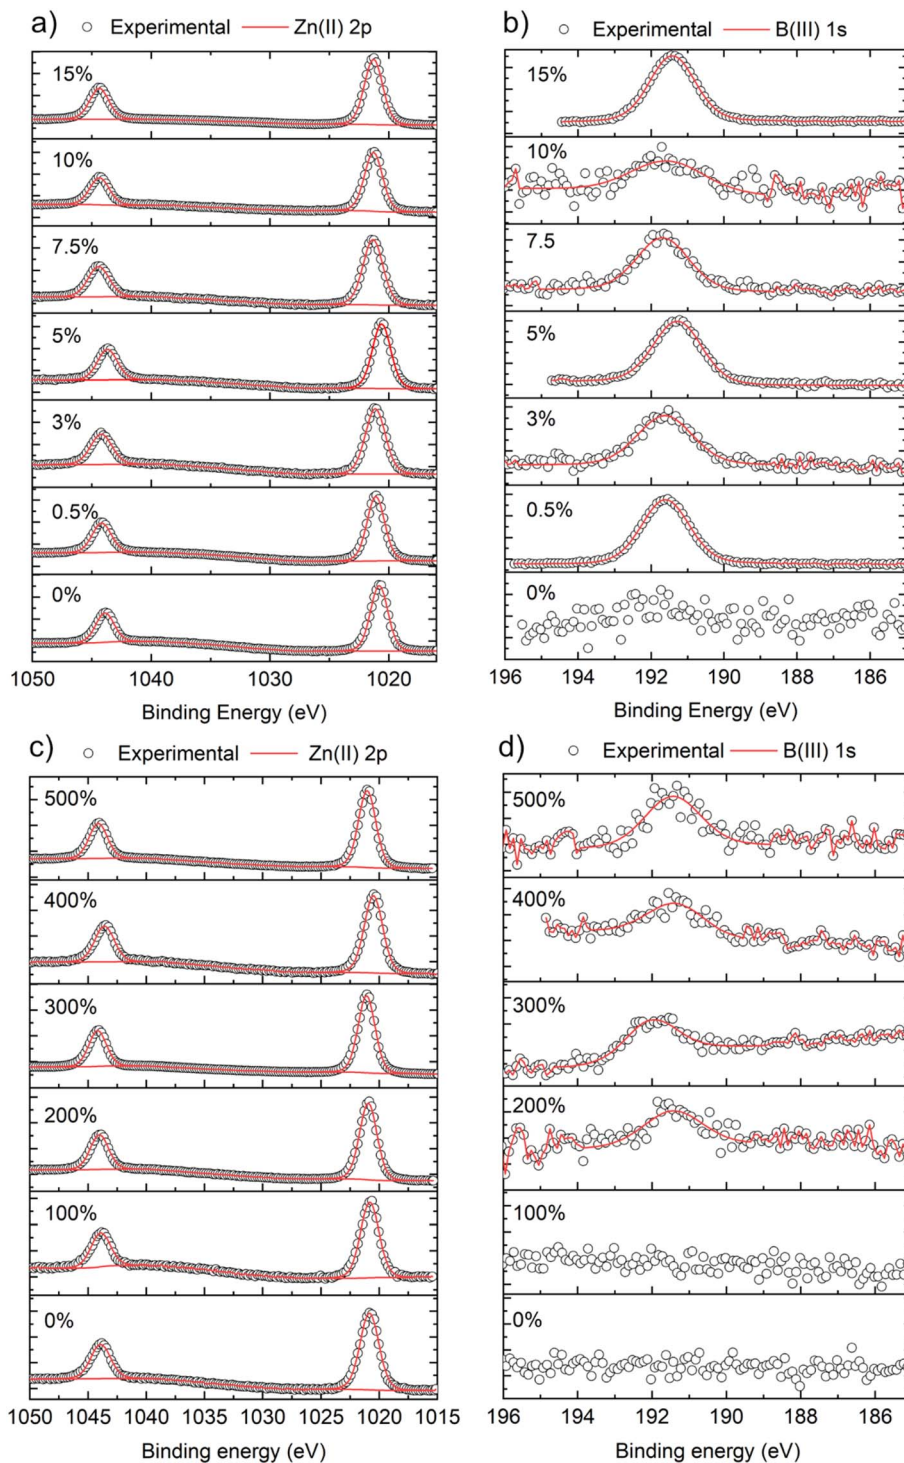 a) Experimental Zn(II) 2p
15%
10%
7.5%
5%
3%
0.5%
0%
1050 1040 1030 1020
Binding Energy (eV)
b) Experimental B(III) 1s
15%
10%
7.5
5%
3%
0.5%
0%
196 194 192 190 188 186
Binding Energy (eV)
c) Experimental Zn(II) 2p
500%
400%
300%
200%
100%
0%
1050 1045 1040 1035 1030 1025 1020 1015
Binding energy (eV)
d) Experimental B(III) 1s
500%
400%
300%
200%
100%
0%
196 194 192 190 188 186
Binding energy (eV)